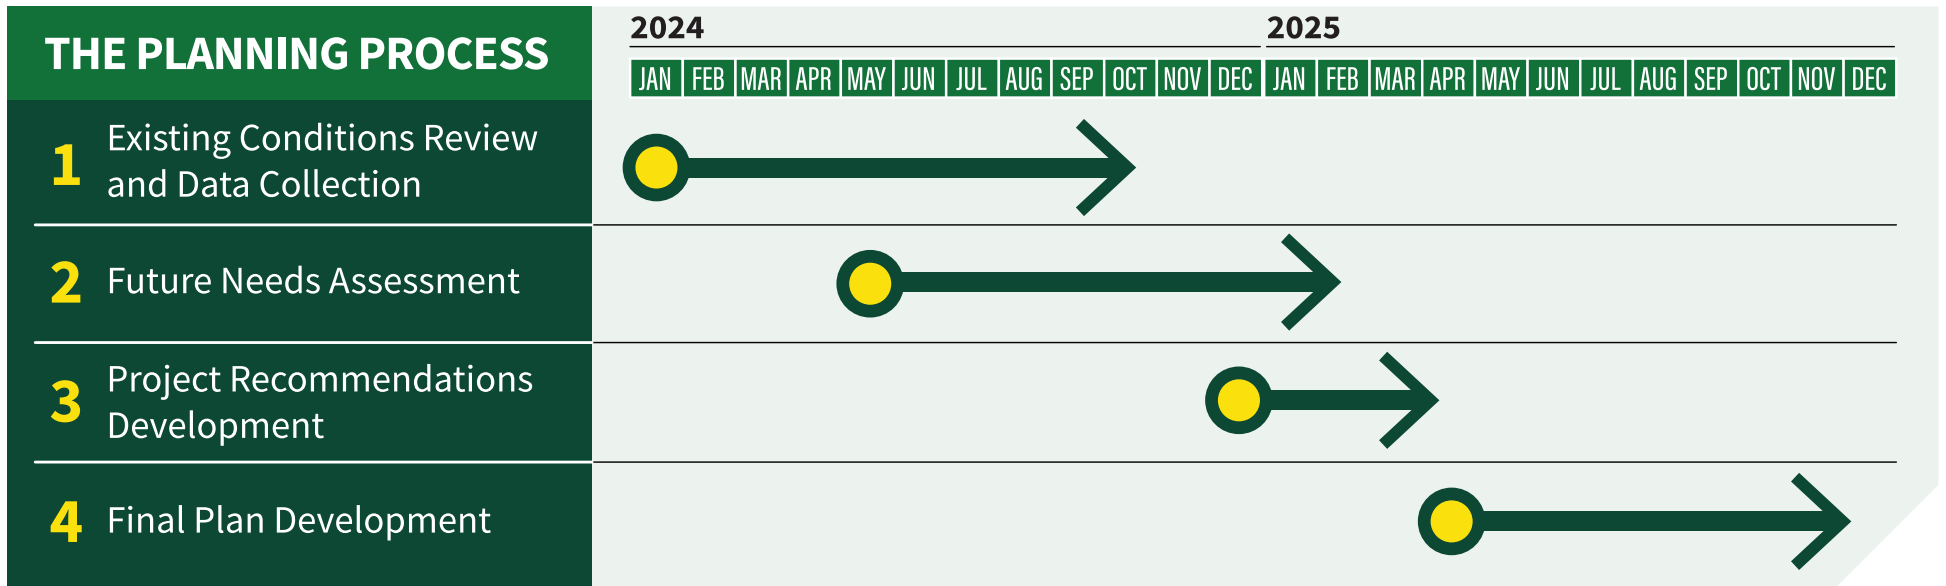 THE PLANNING PROCESS
2024 2025
JAN FEB MAR APR MAY JUN JUL AUG SEP OCT NOV DEC JAN FEB MAR APR MAY JUN JUL AUG SEP OCT NOV DEC
1 Existing Conditions Review
and Data Collection
2 Future Needs Assessment
3 Project Recommendations
Development
4 Final Plan Development